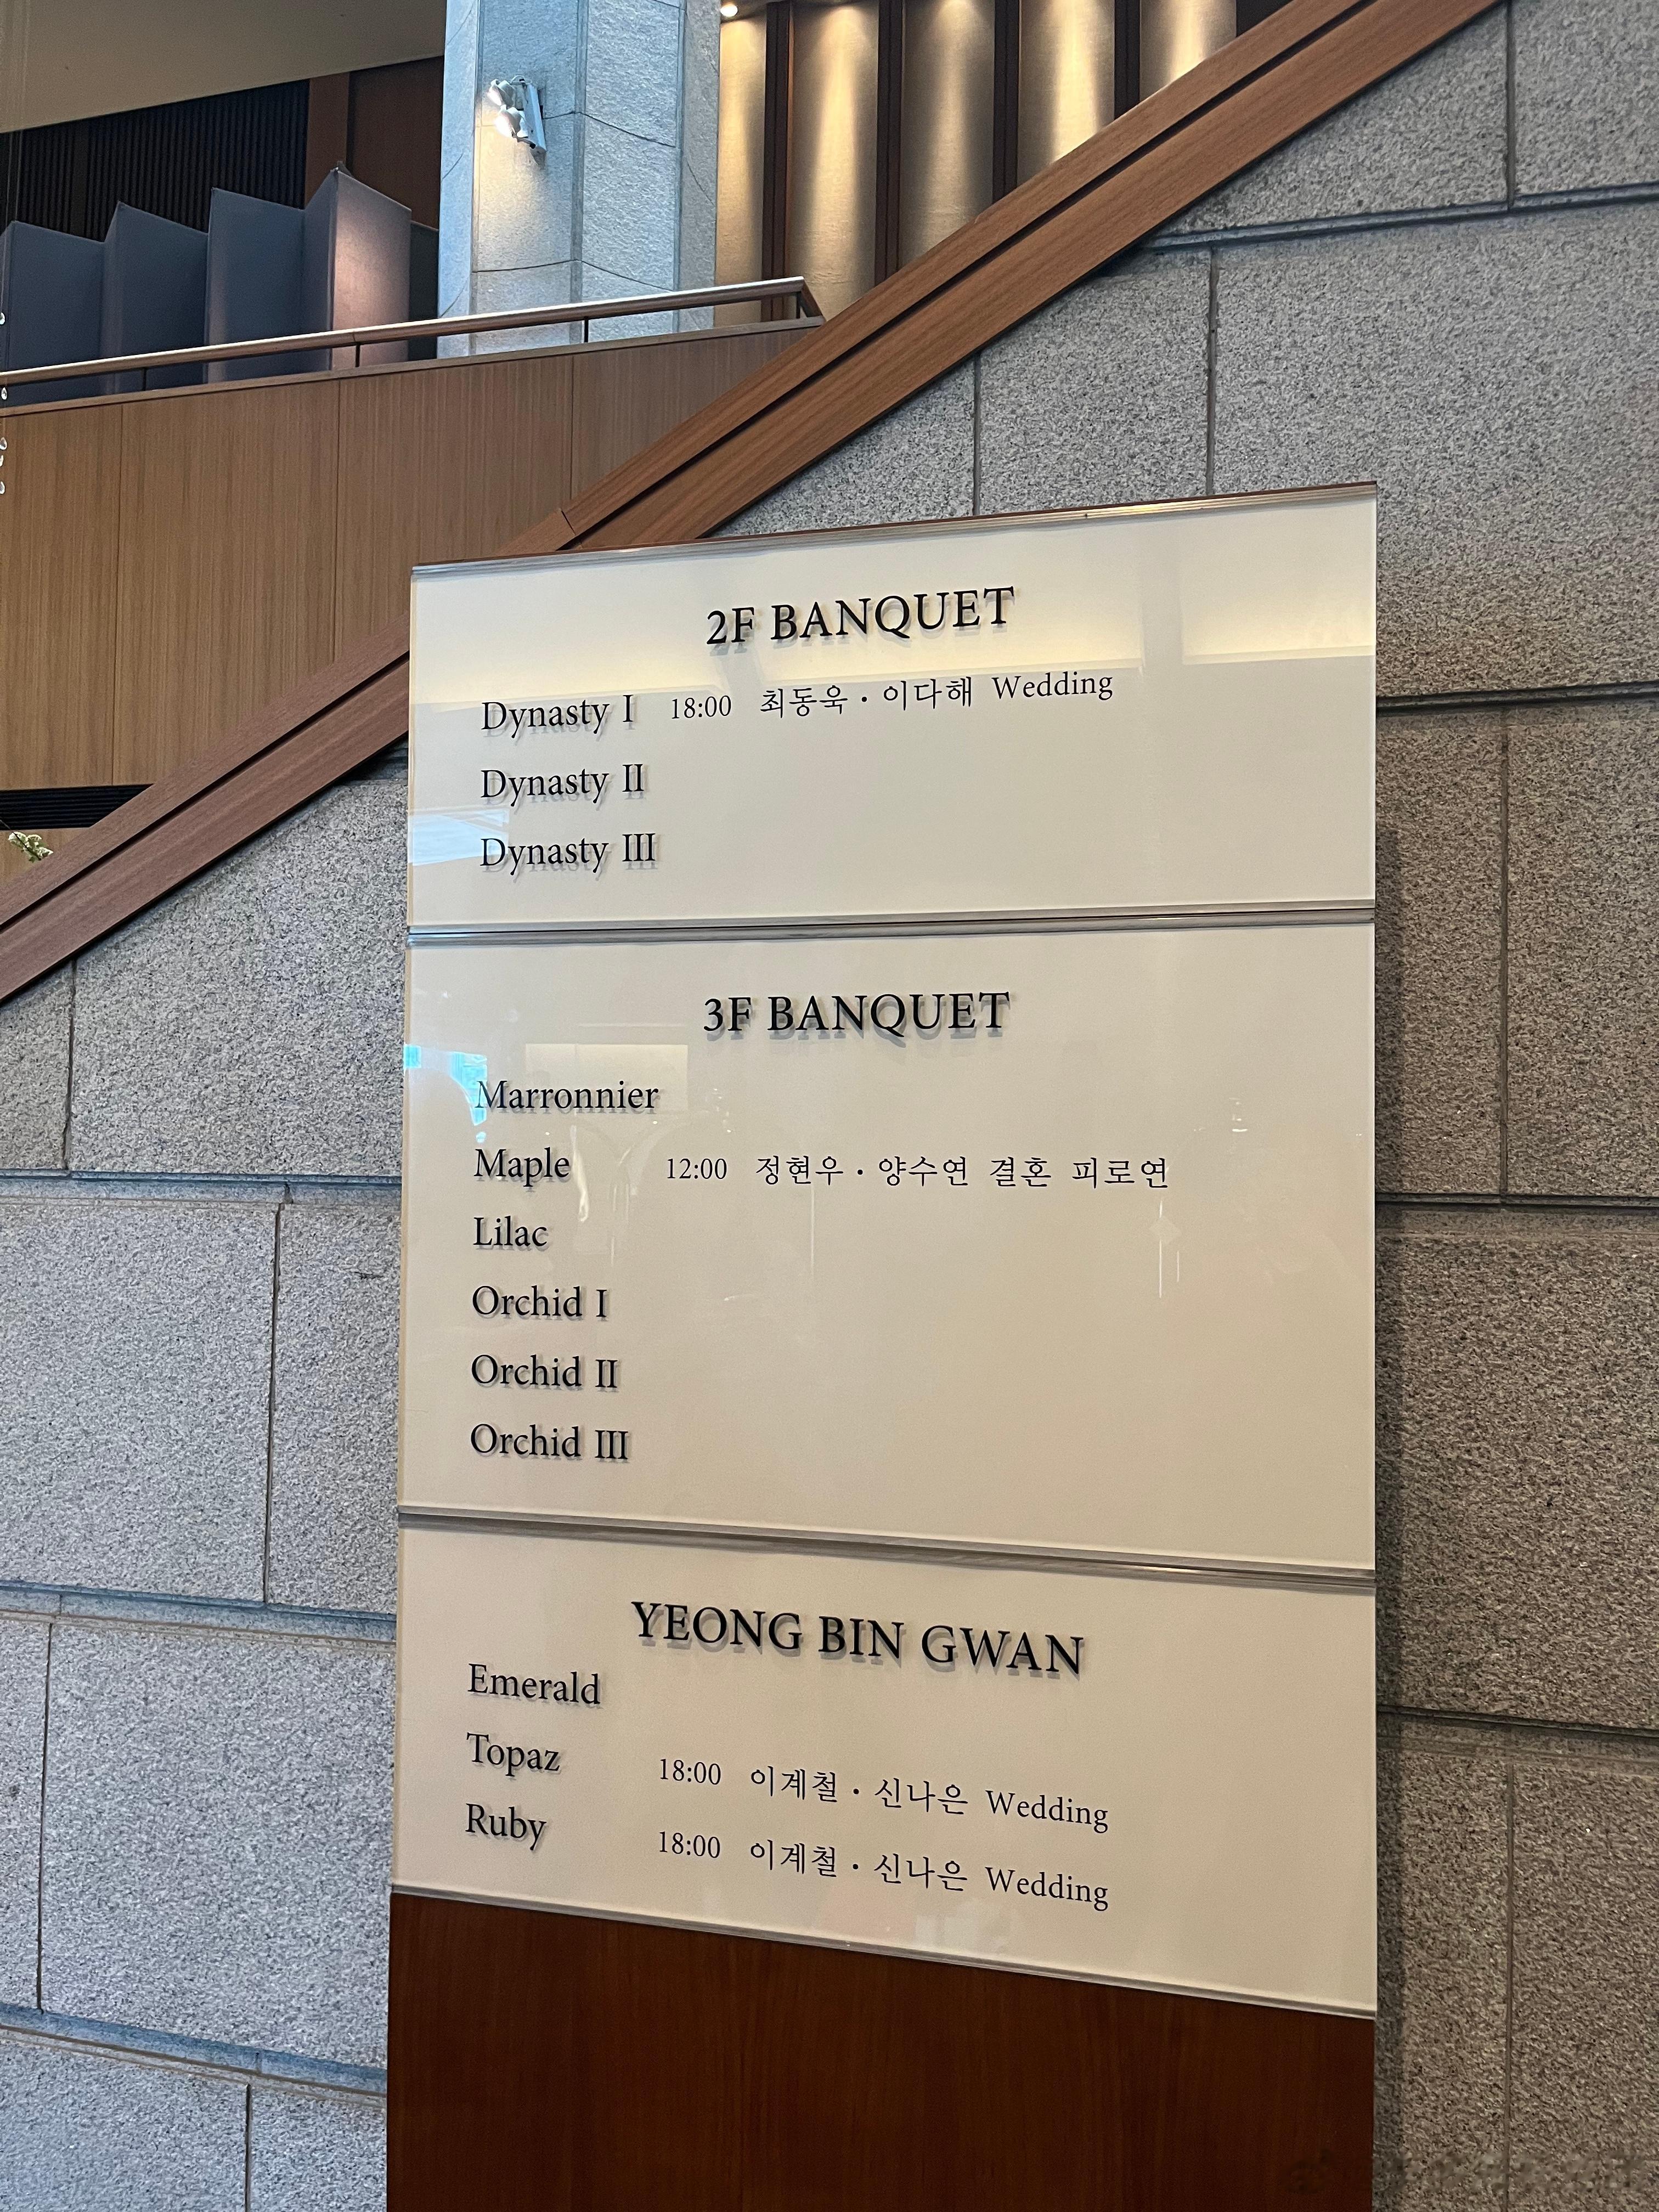 2F BANQUET
Dynasty I 18:00 최동욱 · 이다해 Wedding
Dynasty II
Dynasty III
3F BANQUET
Marronnier
Maple 12:00 정현우 · 양수연 결혼 피로연
Lilac
Orchid I
Orchid II
Orchid III
YEONG BIN GWAN
Emerald
Topaz 18:00 이계철 · 신나은 Wedding
Ruby 18:00 이계철 · 신나은 Wedding